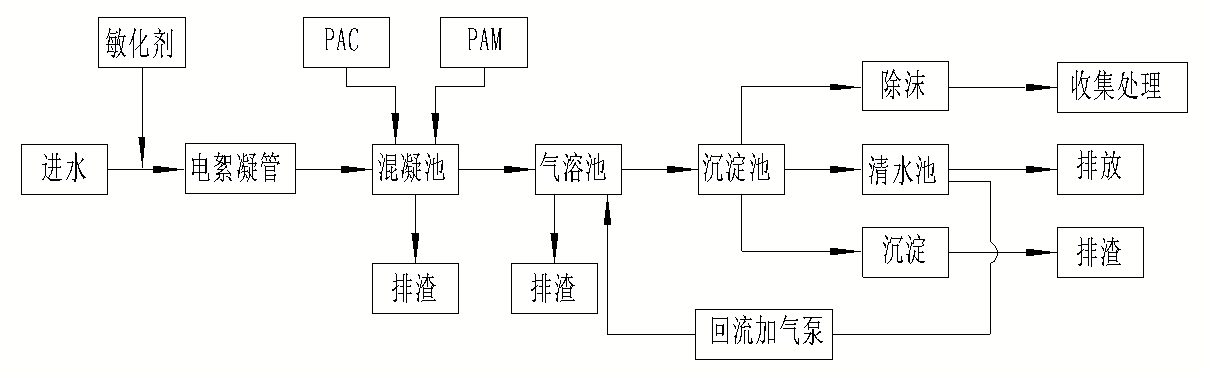 敏化剂
PAC
PAM
除沫
收集处理
进水
电絮凝管
混凝池
气溶池
沉淀池
清水池
排放
沉淀
排渣
排渣
排渣
回流加气泵